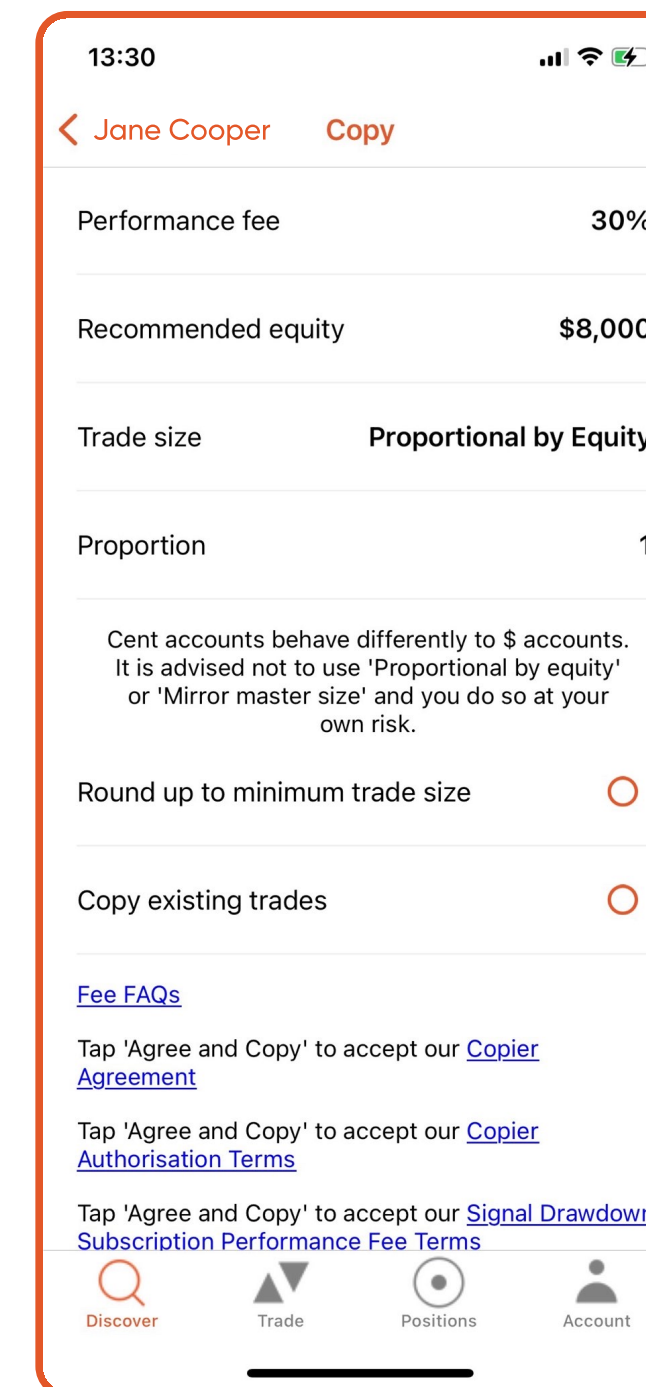 13:30
Jane Cooper Copy
Performance fee 30%
Recommended equity $8,000
Trade size Proportional by Equity
Proportion 1
Cent accounts behave differently to $ accounts.
It is advised not to use 'Proportional by equity'
or 'Mirror master size' and you do so at your
own risk.
Round up to minimum trade size
Copy existing trades
Fee FAQs
Tap 'Agree and Copy' to accept our Copier
Agreement
Tap 'Agree and Copy' to accept our Copier
Authorisation Terms
Tap 'Agree and Copy' to accept our Signal Drawdown
Subscription Performance Fee Terms
Discover Trade Positions Account